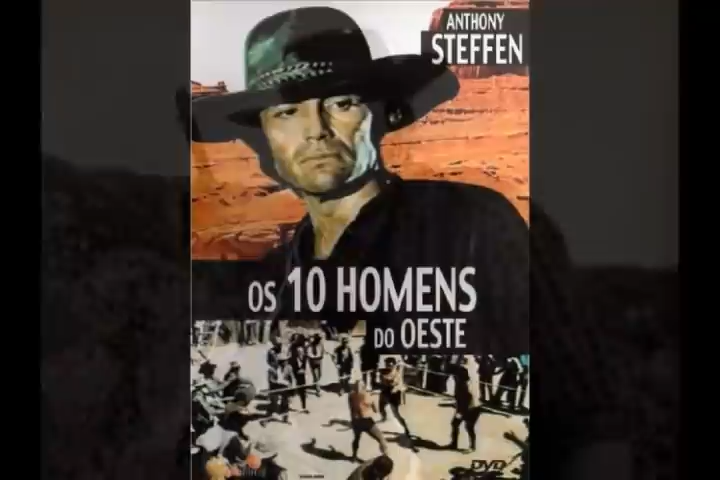 ANTHONY
STEFFEN
OS 10 HOMENS
DO OESTE
DVD